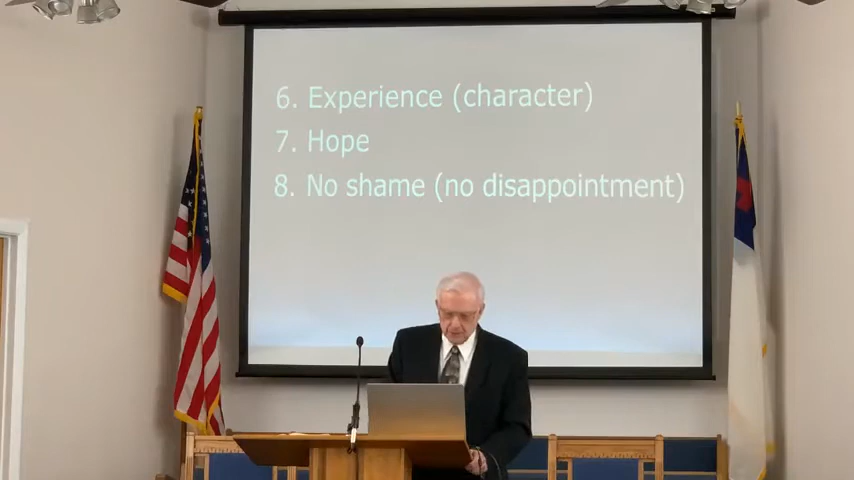 6. Experience (character)
7. Hope
8. No shame (no disappointment)